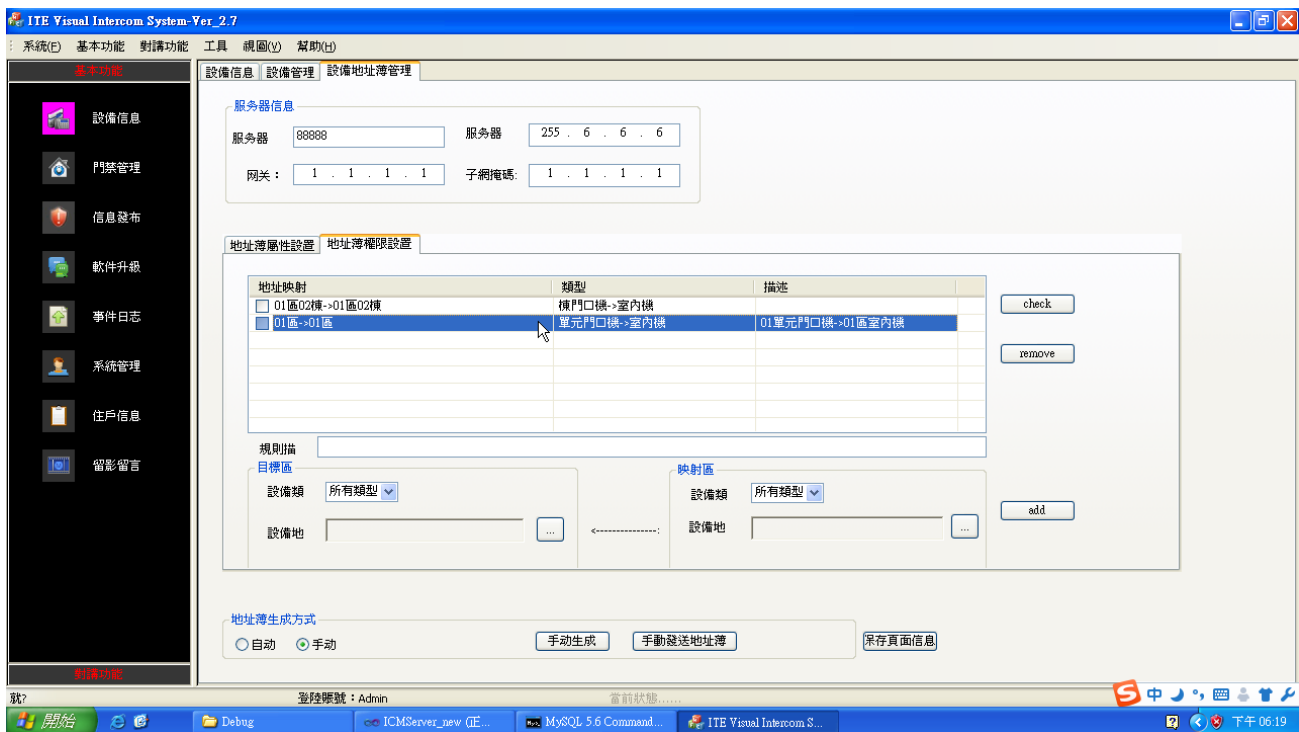 ITE Visual Intercom System-Ver_2.7
系統(F) 基本功能 對講功能 工具 視圖(V) 幫助(H)
基本功能
設備信息 設備管理 設備地址薄管理
設備信息
門禁管理
信息發布
軟件升級
事件日志
系統管理
住戶信息
留影留言
對講功能
服务器信息
服务器 88888 服务器 255 . 6 . 6 . 6
网关： 1 . 1 . 1 . 1 子網掩碼: 1 . 1 . 1 . 1
地址薄屬性設置 地址薄權限設置
地址映射 類型 描述
01區02棟->01區02棟 棟門口機->室內機
01區->01區 單元門口機->室內機 01單元門口機->01區室內機
check
remove
規則描
目標區 映射區
設備類 所有類型 設備類 所有類型
設備地 ... <---------------: 設備地 ...
add
地址薄生成方式
自动 手动 手动生成 手動發送地址薄 保存頁面信息
就? 登陸賬號：Admin 當前狀態......
中
開始 Debug ICMServer_new (正... MySQL 5.6 Command... ITE Visual Intercom S... 下午 06:19